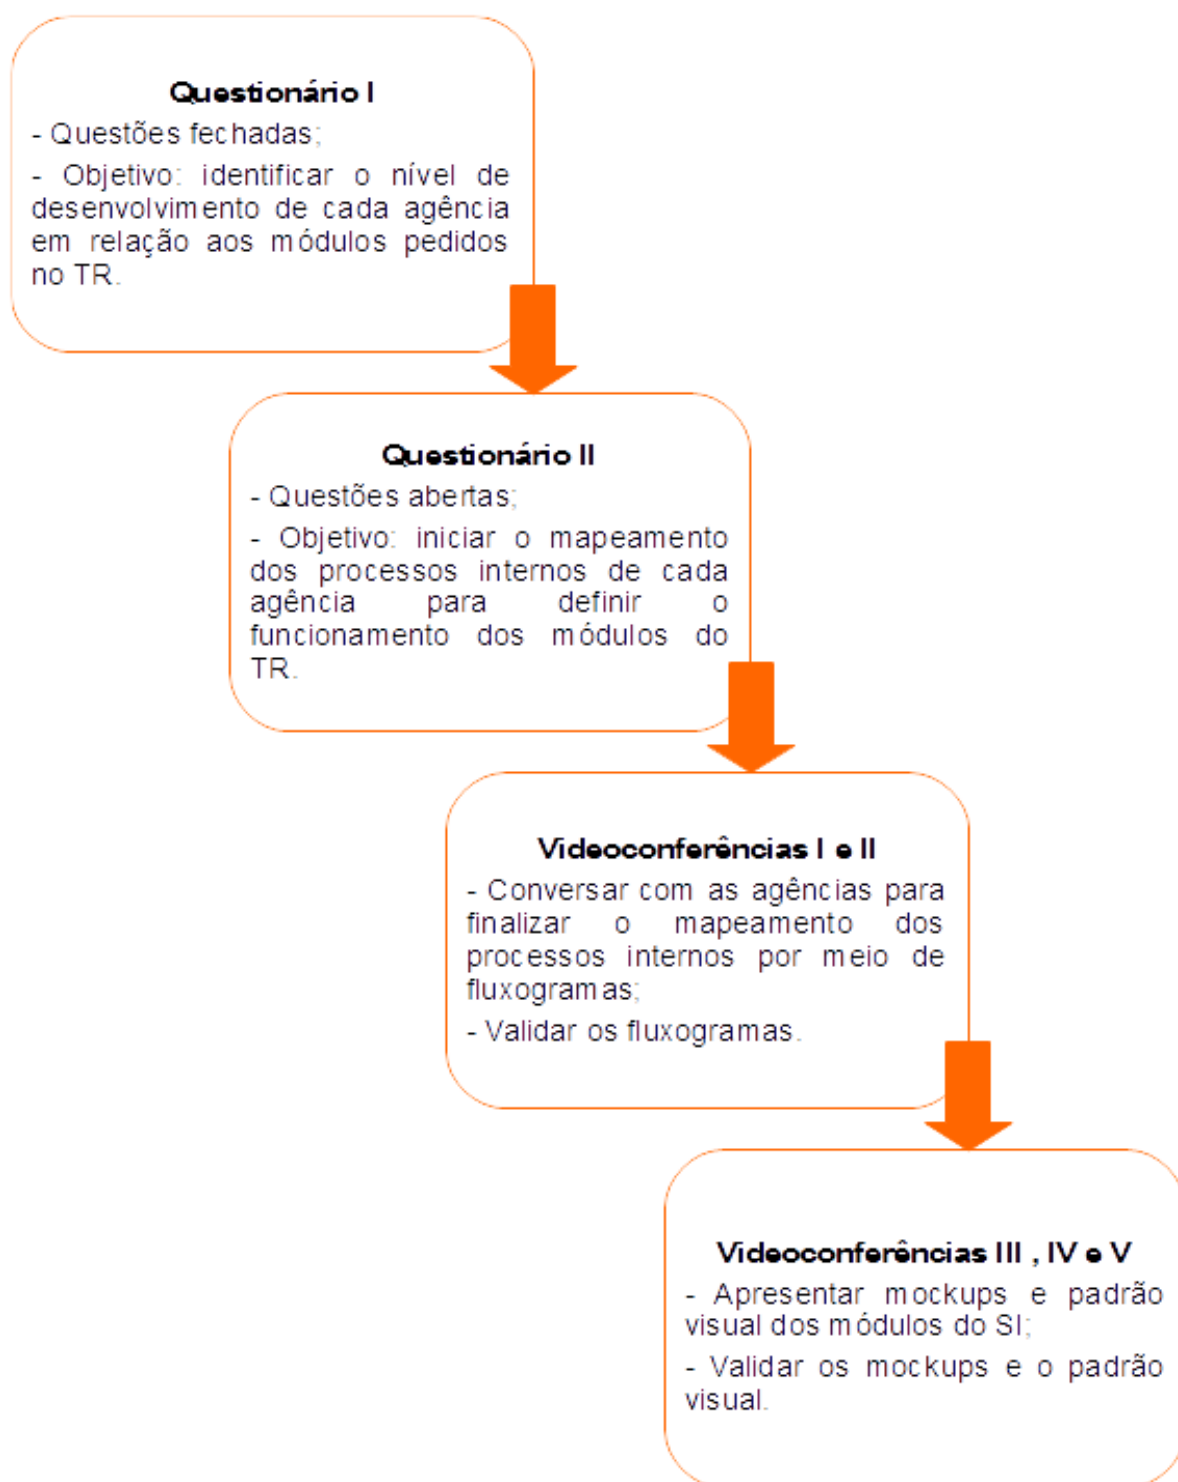 Questionário I
- Questões fechadas;
- Objetivo: identificar o nível de
desenvolvimento de cada agência
em relação aos módulos pedidos
no TR.
Questionário II
- Questões abertas;
- Objetivo: iniciar o mapeamento
dos processos internos de cada
agência para definir o
funcionamento dos módulos do
TR.
Videoconferências I e II
- Conversar com as agências para
finalizar o mapeamento dos
processos internos por meio de
fluxogramas;
- Validar os fluxogramas.
Videoconferências III , IV e V
- Apresentar mockups e padrão
visual dos módulos do SI;
- Validar os mockups e o padrão
visual.